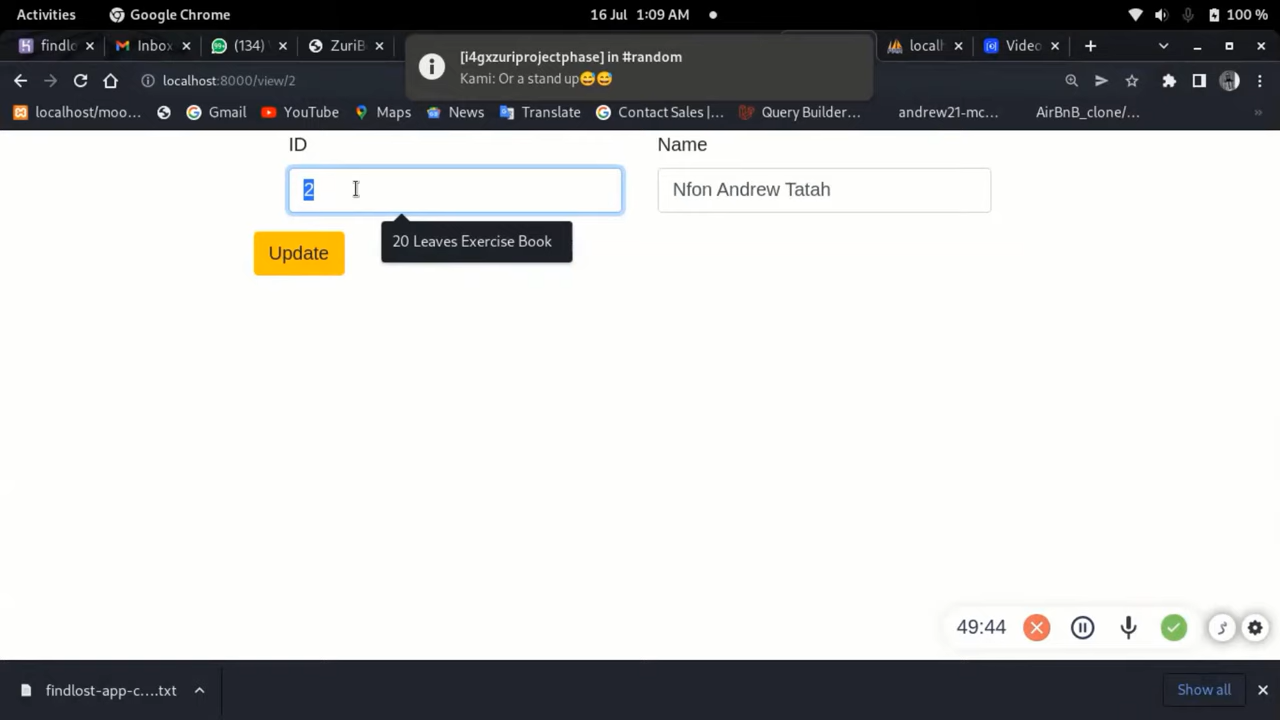 Activities
Google Chrome
16 Jul 1:09 AM
100 %
findlo
Inbox
(134)
ZuriB
local
Video
[i4gxzuriprojectphase] in #random
Kami: Or a stand up😅😅
localhost:8000/view/2
localhost/moo...
Gmail
YouTube
Maps
News
Translate
Contact Sales |...
Query Builder...
andrew21-mc...
AirBnB_clone/...
»
ID
Name
2
Nfon Andrew Tatah
20 Leaves Exercise Book
Update
49:44
findlost-app-c....txt
Show all